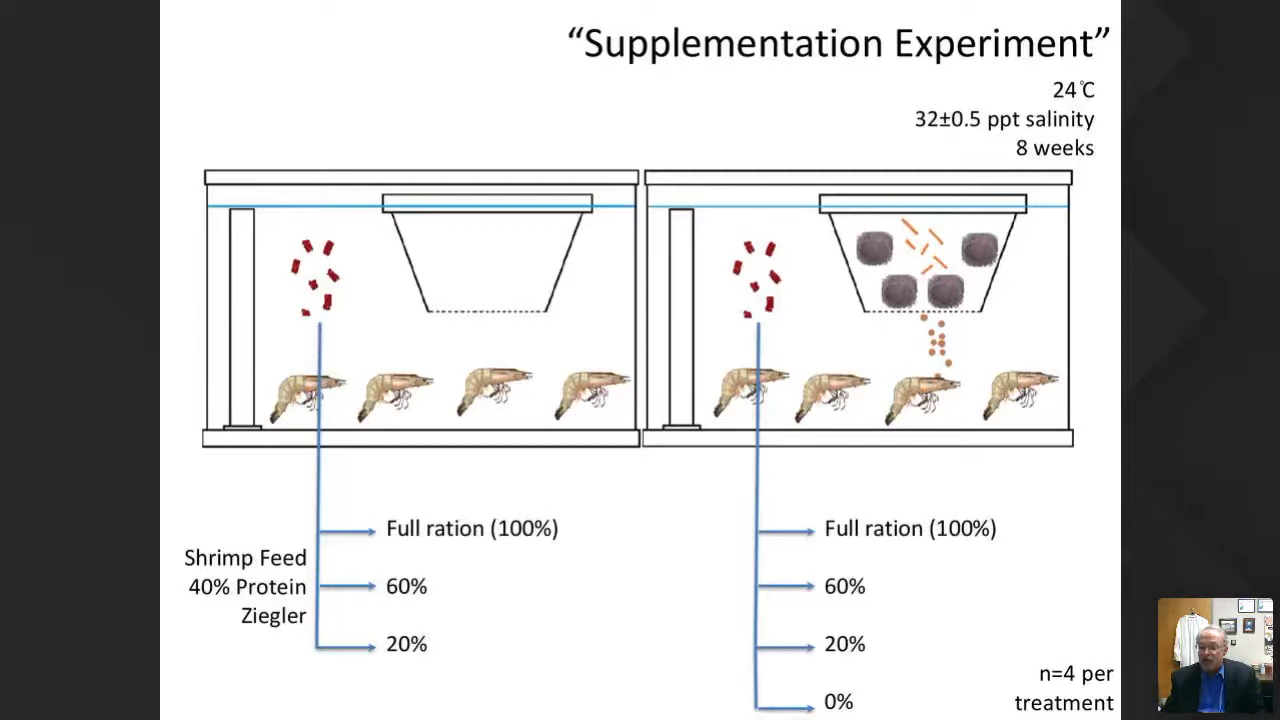 “Supplementation Experiment”
24℃
32±0.5 ppt salinity
8 weeks
Full ration (100%)
60%
20%
Shrimp Feed
40% Protein
Ziegler
Full ration (100%)
60%
20%
0%
n=4 per
treatment